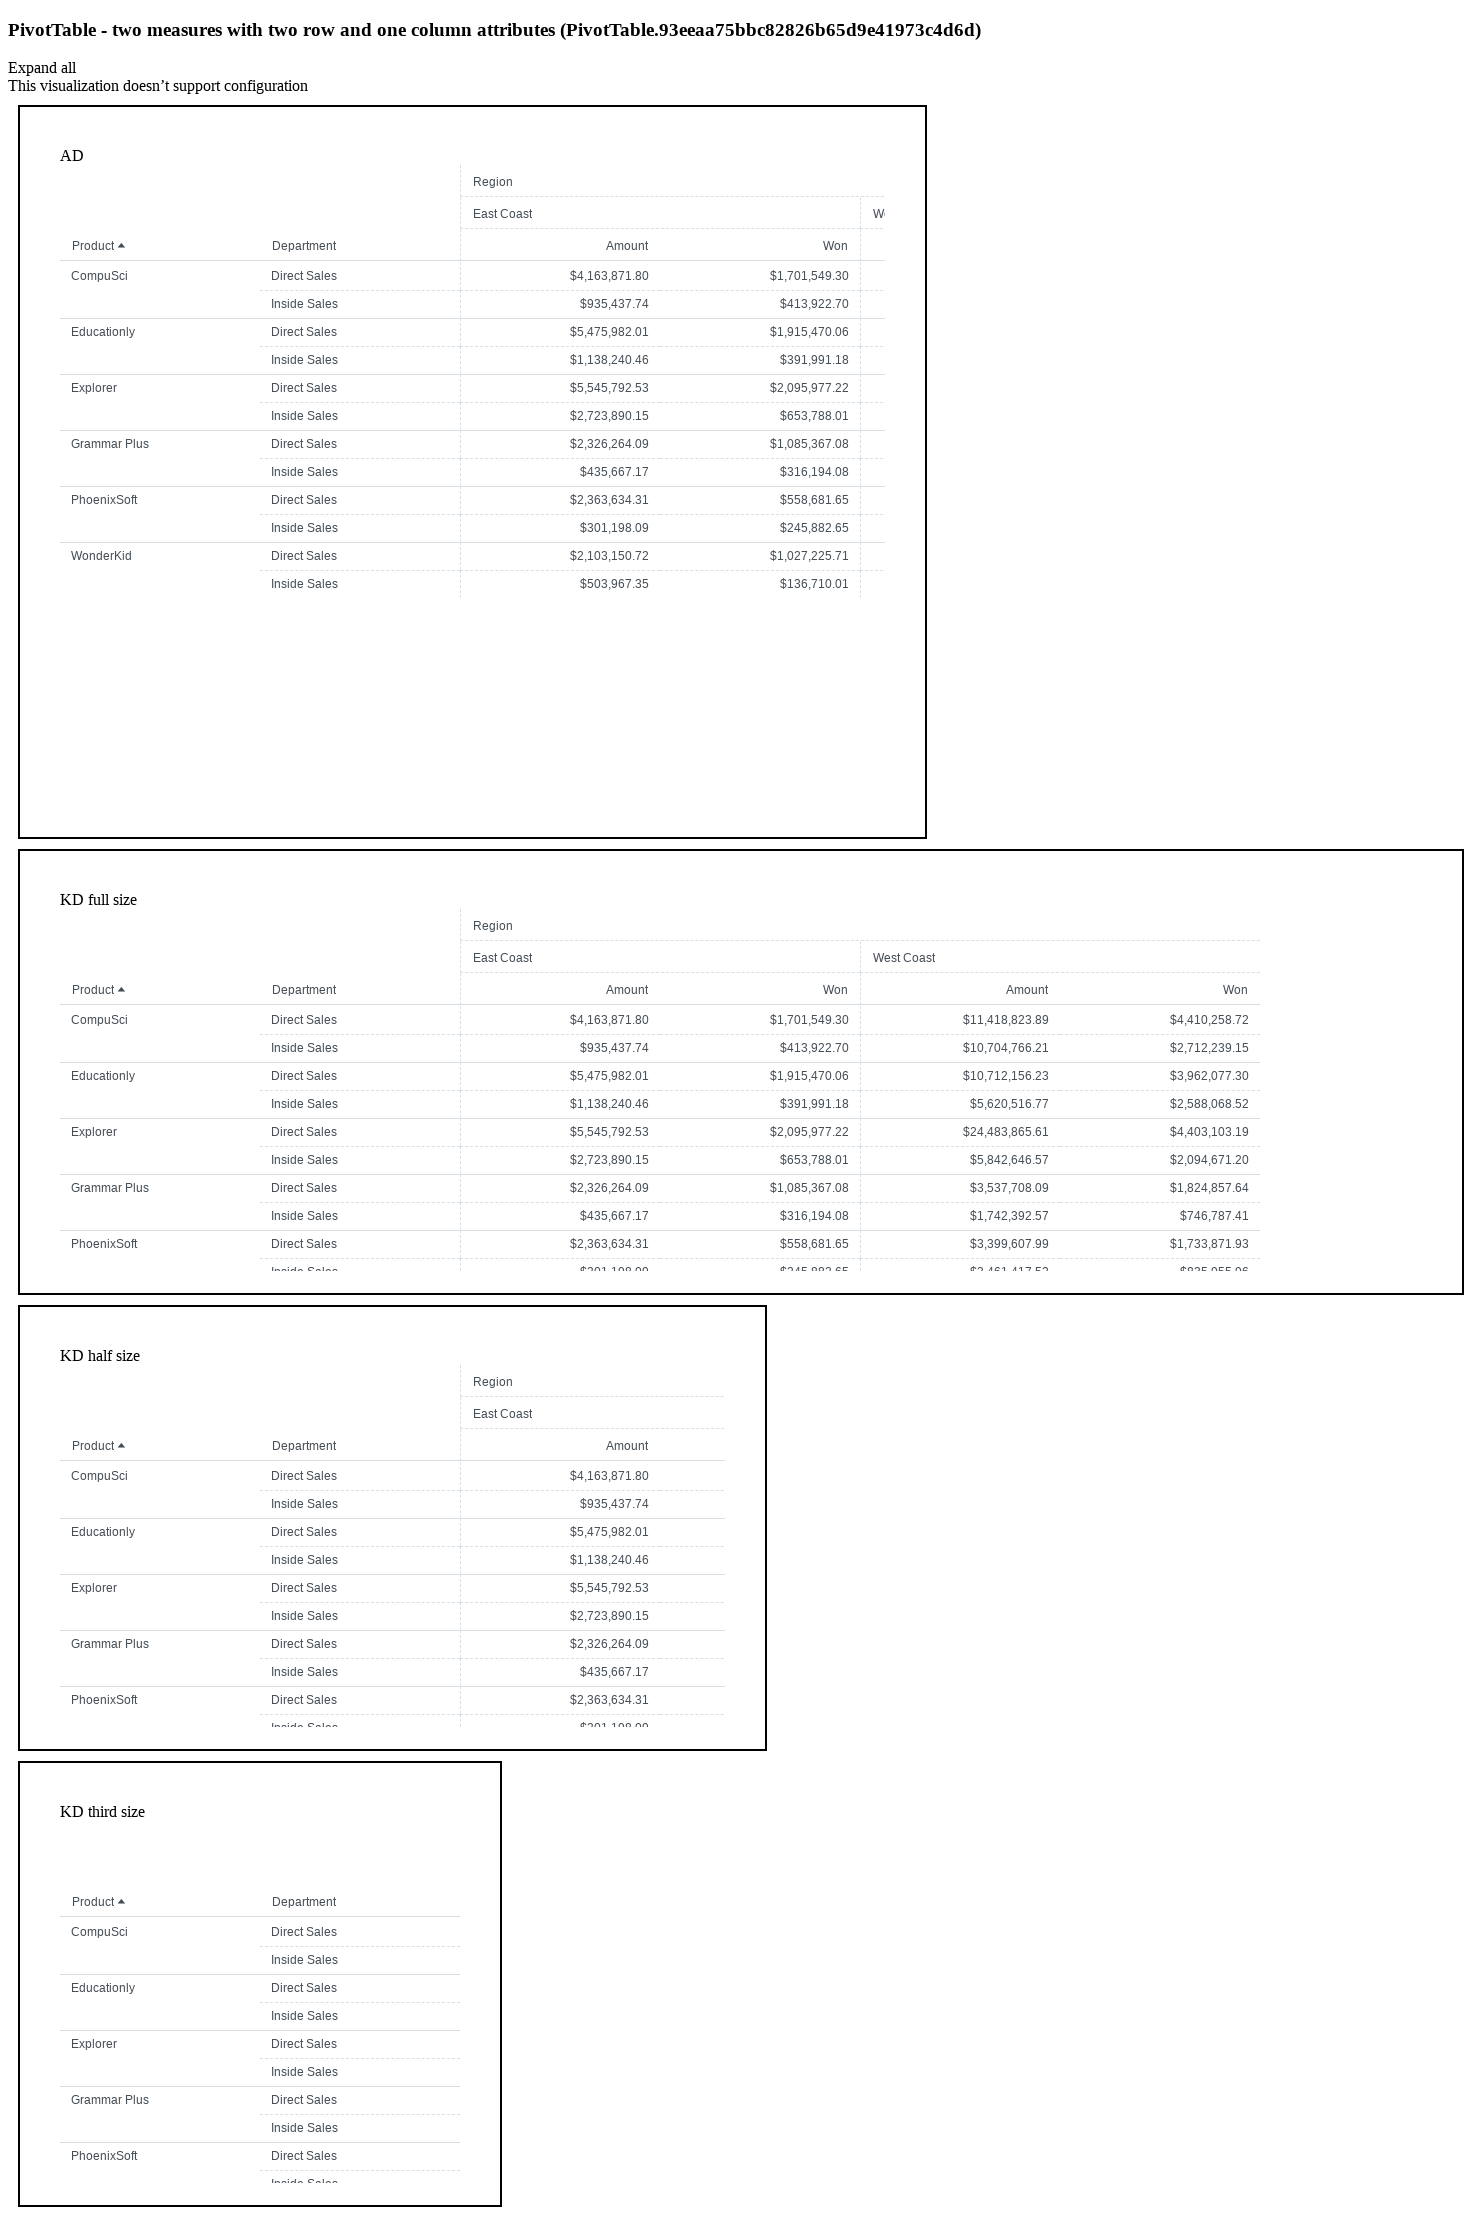 PivotTable - two measures with two row and one column attributes (PivotTable.93eeaa75bbc82826b65d9e41973c4d6d)
Expand all
This visualization doesn’t support configuration
AD
Region
East Coast
Product Department Amount Won
CompuSci Direct Sales $4,163,871.80 $1,701,549.30
Inside Sales $935,437.74 $413,922.70
Educationly Direct Sales $5,475,982.01 $1,915,470.06
Inside Sales $1,138,240.46 $391,991.18
Explorer Direct Sales $5,545,792.53 $2,095,977.22
Inside Sales $2,723,890.15 $653,788.01
Grammar Plus Direct Sales $2,326,264.09 $1,085,367.08
Inside Sales $435,667.17 $316,194.08
PhoenixSoft Direct Sales $2,363,634.31 $558,681.65
Inside Sales $301,198.09 $245,882.65
WonderKid Direct Sales $2,103,150.72 $1,027,225.71
Inside Sales $503,967.35 $136,710.01
KD full size
Region
East Coast West Coast
Product Department Amount Won Amount Won
CompuSci Direct Sales $4,163,871.80 $1,701,549.30 $11,418,823.89 $4,410,258.72
Inside Sales $935,437.74 $413,922.70 $10,704,766.21 $2,712,239.15
Educationly Direct Sales $5,475,982.01 $1,915,470.06 $10,712,156.23 $3,962,077.30
Inside Sales $1,138,240.46 $391,991.18 $5,620,516.77 $2,588,068.52
Explorer Direct Sales $5,545,792.53 $2,095,977.22 $24,483,865.61 $4,403,103.19
Inside Sales $2,723,890.15 $653,788.01 $5,842,646.57 $2,094,671.20
Grammar Plus Direct Sales $2,326,264.09 $1,085,367.08 $3,537,708.09 $1,824,857.64
Inside Sales $435,667.17 $316,194.08 $1,742,392.57 $746,787.41
PhoenixSoft Direct Sales $2,363,634.31 $558,681.65 $3,399,607.99 $1,733,871.93
Inside Sales $301,198.09 $245,882.65
KD half size
Region
East Coast
Product Department Amount
CompuSci Direct Sales $4,163,871.80
Inside Sales $935,437.74
Educationly Direct Sales $5,475,982.01
Inside Sales $1,138,240.46
Explorer Direct Sales $5,545,792.53
Inside Sales $2,723,890.15
Grammar Plus Direct Sales $2,326,264.09
Inside Sales $435,667.17
PhoenixSoft Direct Sales $2,363,634.31
Inside Sales $301,198.09
KD third size
Product Department
CompuSci Direct Sales
Inside Sales
Educationly Direct Sales
Inside Sales
Explorer Direct Sales
Inside Sales
Grammar Plus Direct Sales
Inside Sales
PhoenixSoft Direct Sales
Inside Sales